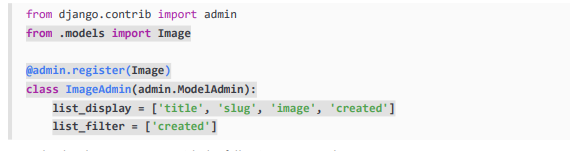 from django.contrib import admin
from .models import Image
@admin.register(Image)
class ImageAdmin(admin.ModelAdmin):
    list_display = ['title', 'slug', 'image', 'created']
    list_filter = ['created']